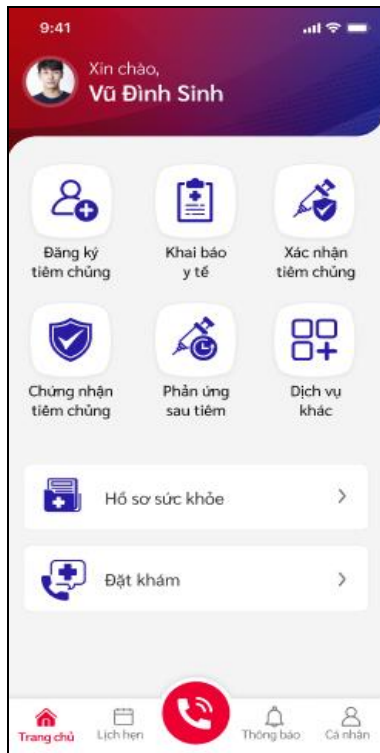 9:41
Xin chào,
Vũ Đình Sinh
Đăng ký
tiêm chủng
Khai báo
y tế
Xác nhận
tiêm chủng
Chứng nhận
tiêm chủng
Phản ứng
sau tiêm
Dịch vụ
khác
Hồ sơ sức khỏe
Đặt khám
Trang chủ
Lịch hẹn
Thông báo
Cá nhân